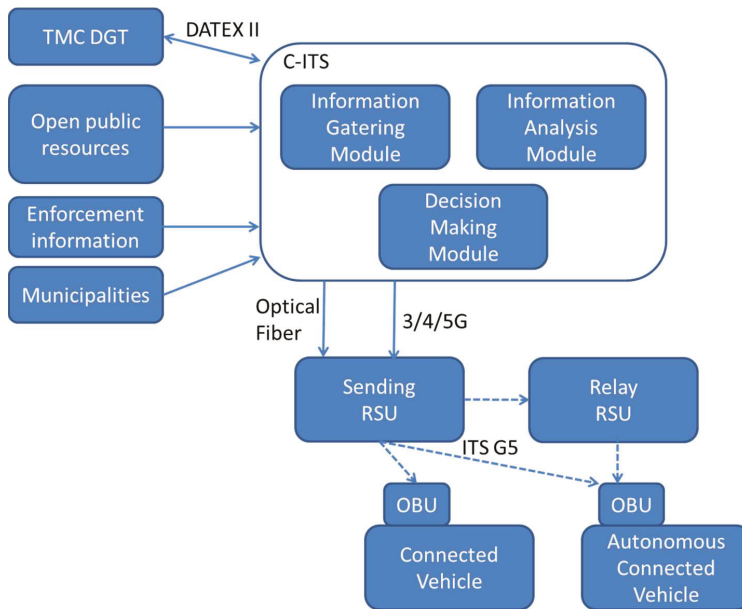 TMC DGT
DATEX II
C-ITS
Open public
resources
Information
Gatering
Module
Information
Analysis
Module
Enforcement
information
Decision
Making
Module
Municipalities
Optical
Fiber
3/4/5G
Sending
RSU
Relay
RSU
ITS G5
OBU
OBU
Connected
Vehicle
Autonomous
Connected
Vehicle